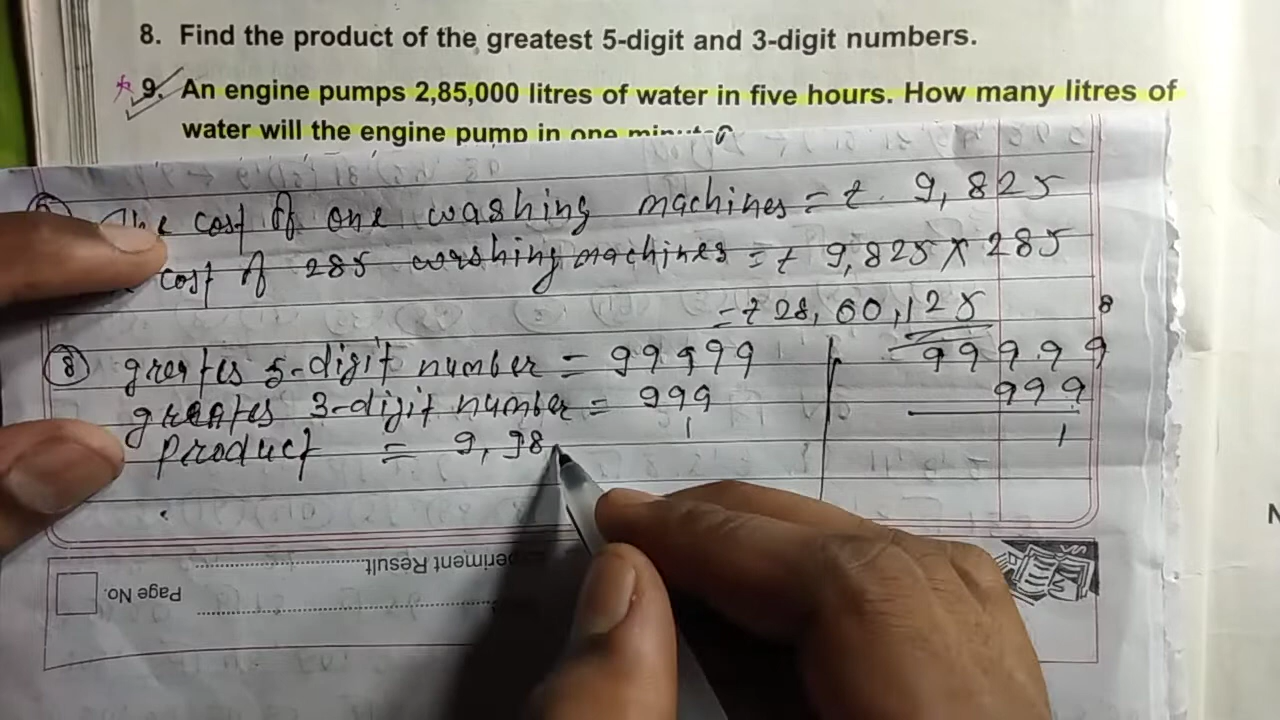 8. Find the product of the greatest 5-digit and 3-digit numbers.
9. An engine pumps 2,85,000 litres of water in five hours. How many litres of
water will the engine pump in one minute?
The cost of one washing machines = ₹. 9,825
cost of 285 washing machines = ₹ 9,825 X 285
= ₹ 28,00,125
8 greates 5-digit number = 99999
greates 3-digit number = 999
Product = 9,98
8
99999
999
1
1
Experiment Result.
Page No.